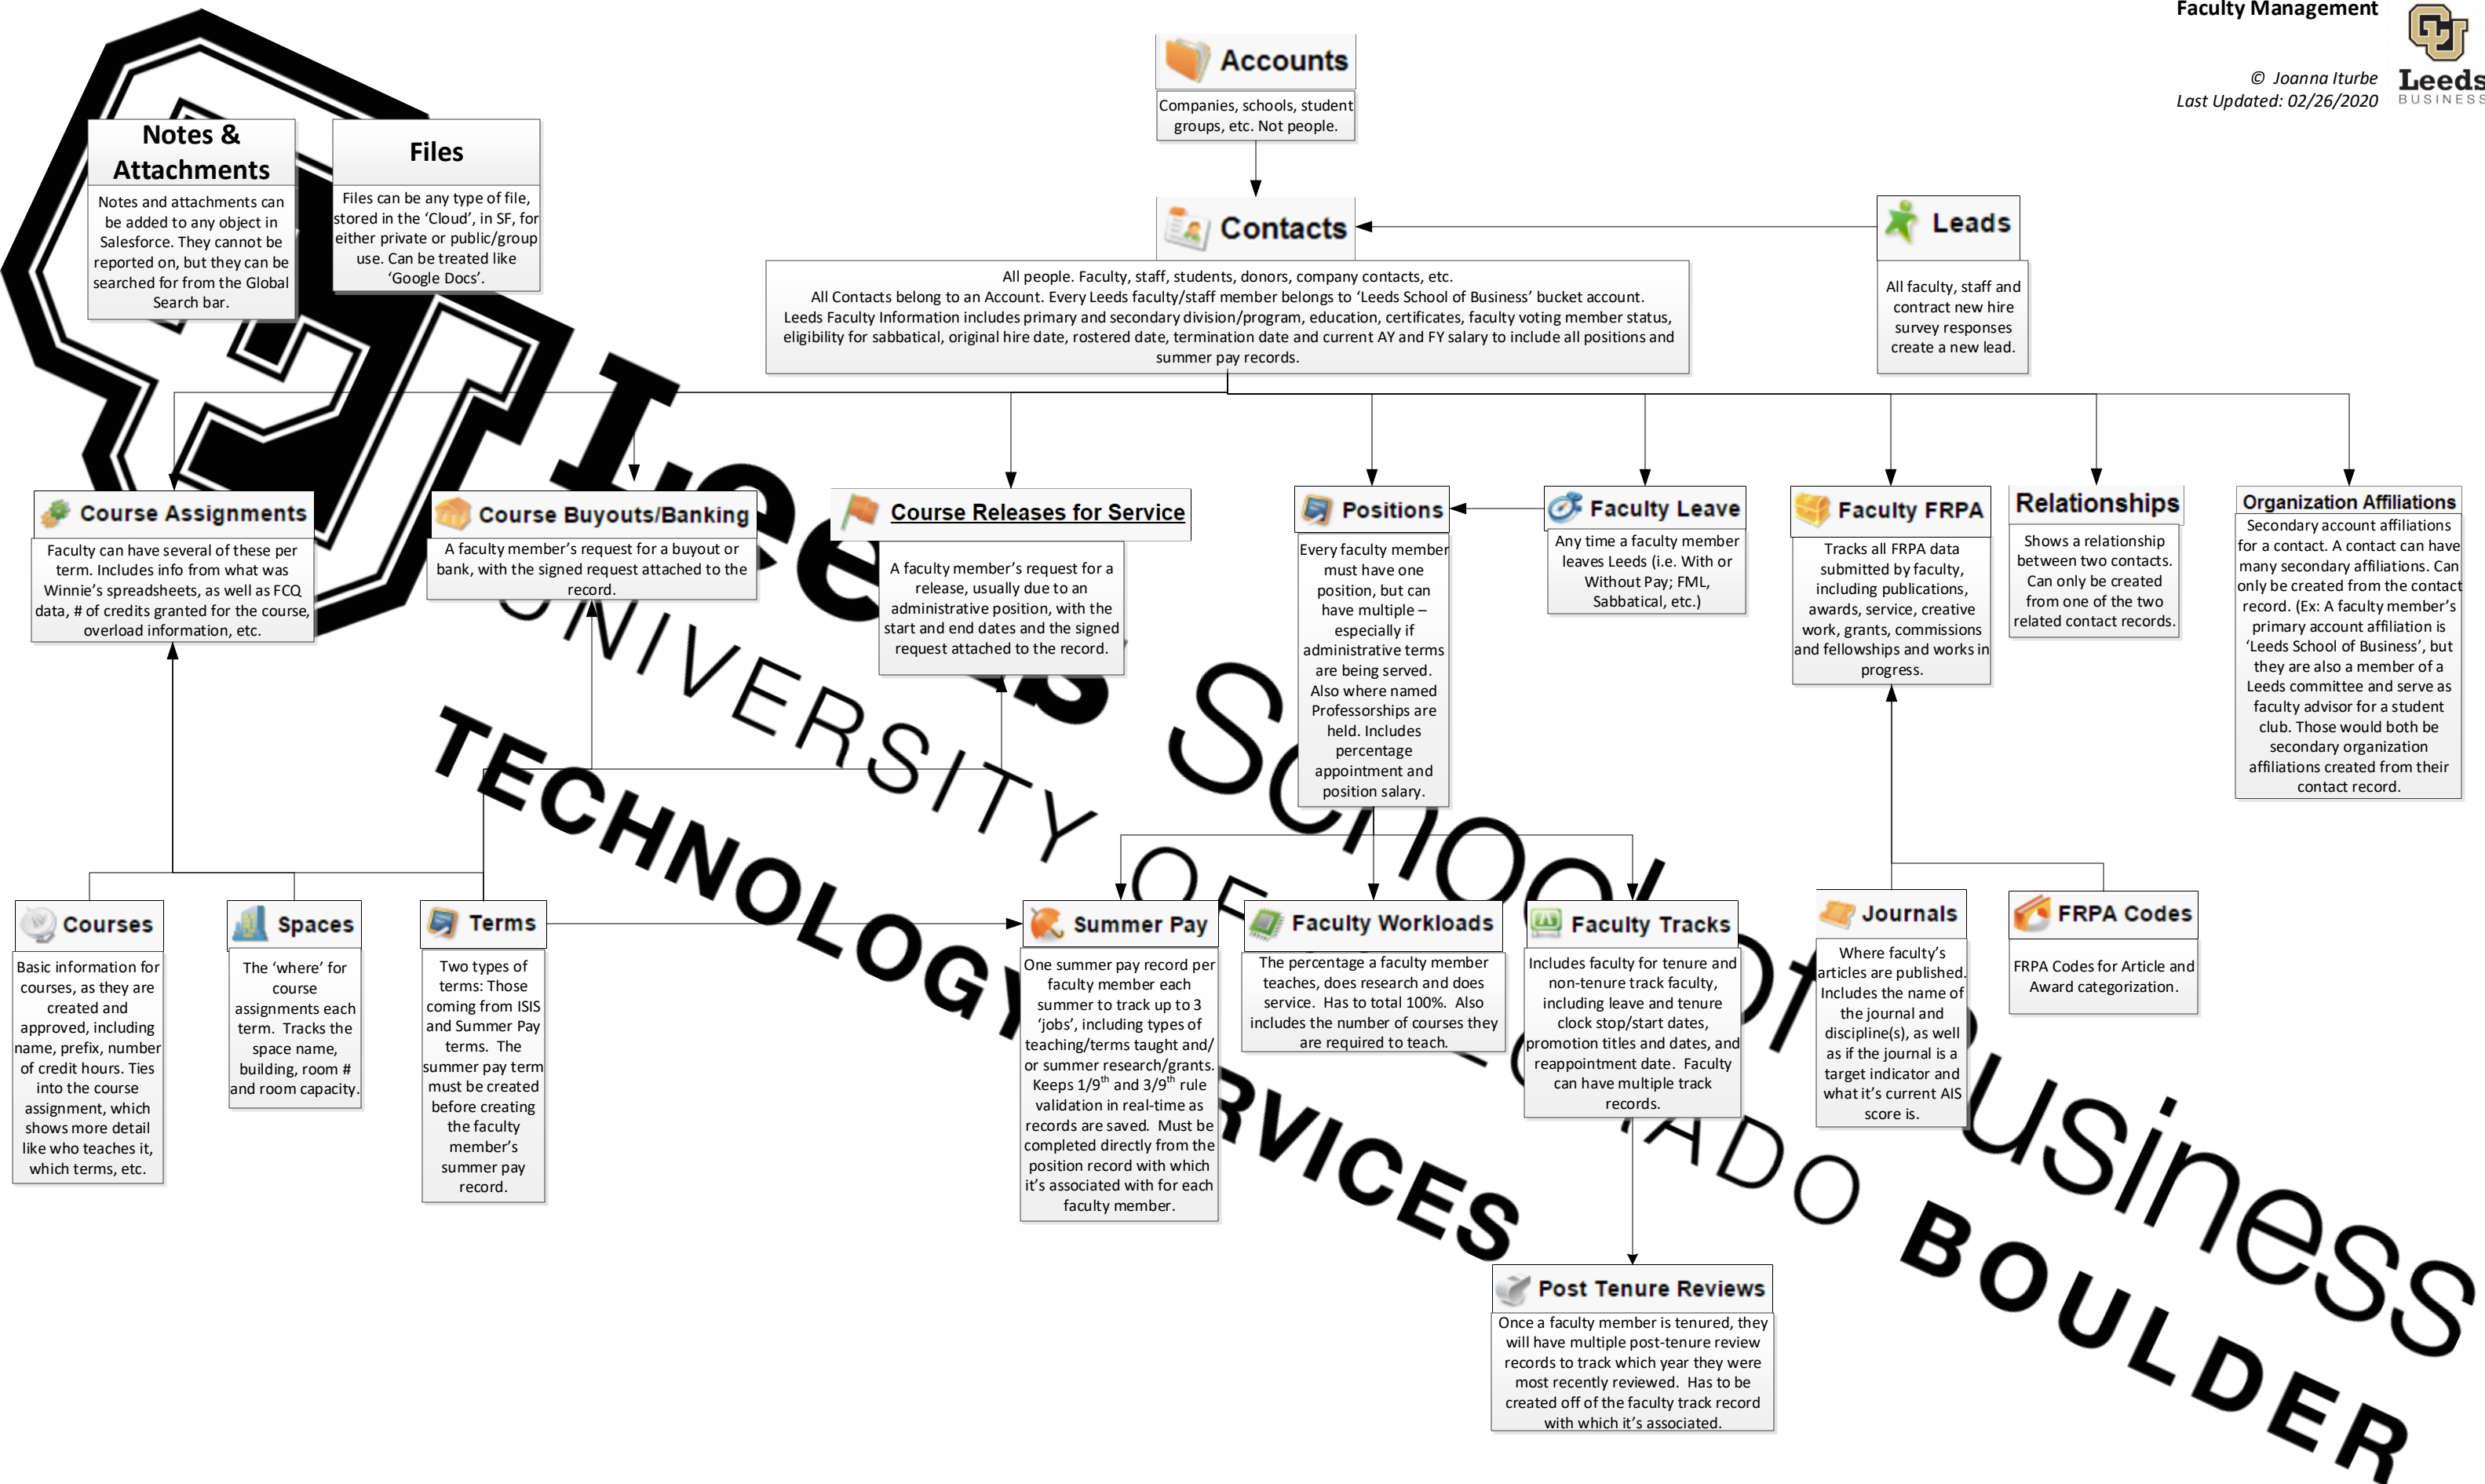 Faculty Management
© Joanna Iturbe
Last Updated: 02/26/2020
Leeds
BUSINESS
Accounts
Companies, schools, student
groups, etc. Not people.
Notes &
Attachments
Notes and attachments can
be added to any object in
Salesforce. They cannot be
reported on, but they can be
searched for from the Global
Search bar.
Files
Files can be any type of file,
stored in the ‘Cloud’, in SF, for
either private or public/group
use. Can be treated like
‘Google Docs’.
Contacts
All people. Faculty, staff, students, donors, company contacts, etc.
All Contacts belong to an Account. Every Leeds faculty/staff member belongs to ‘Leeds School of Business’ bucket account.
Leeds Faculty Information includes primary and secondary division/program, education, certificates, faculty voting member status,
eligibility for sabbatical, original hire date, rostered date, termination date and current AY and FY salary to include all positions and
summer pay records.
Leads
All faculty, staff and
contract new hire
survey responses
create a new lead.
Course Assignments
Faculty can have several of these per
term. Includes info from what was
Winnie’s spreadsheets, as well as FCQ
data, # of credits granted for the course,
overload information, etc.
Course Buyouts/Banking
A faculty member’s request for a buyout or
bank, with the signed request attached to the
record.
Course Releases for Service
A faculty member’s request for a
release, usually due to an
administrative position, with the
start and end dates and the signed
request attached to the record.
Positions
Every faculty member
must have one
position, but can
have multiple –
especially if
administrative terms
are being served.
Also where named
Professorships are
held. Includes
percentage
appointment and
position salary.
Faculty Leave
Any time a faculty member
leaves Leeds (i.e. With or
Without Pay; FML,
Sabbatical, etc.)
Faculty FRPA
Tracks all FRPA data
submitted by faculty,
including publications,
awards, service, creative
work, grants, commissions
and fellowships and works in
progress.
Relationships
Shows a relationship
between two contacts.
Can only be created
from one of the two
related contact records.
Organization Affiliations
Secondary account affiliations
for a contact. A contact can have
many secondary affiliations. Can
only be created from the contact
record. (Ex: A faculty member’s
primary account affiliation is
‘Leeds School of Business’, but
they are also a member of a
Leeds committee and serve as
faculty advisor for a student
club. Those would both be
secondary organization
affiliations created from their
contact record.
Courses
Basic information for
courses, as they are
created and
approved, including
name, prefix, number
of credit hours. Ties
into the course
assignment, which
shows more detail
like who teaches it,
which terms, etc.
Spaces
The ‘where’ for
course
assignments each
term. Tracks the
space name,
building, room #
and room capacity.
Terms
Two types of
terms: Those
coming from ISIS
and Summer Pay
terms. The
summer pay term
must be created
before creating
the faculty
member’s
summer pay
record.
Summer Pay
One summer pay record per
faculty member each
summer to track up to 3
‘jobs’, including types of
teaching/terms taught and/
or summer research/grants.
Keeps 1/9th and 3/9th rule
validation in real-time as
records are saved. Must be
completed directly from the
position record with which
it’s associated with for each
faculty member.
Faculty Workloads
The percentage a faculty member
teaches, does research and does
service. Has to total 100%. Also
includes the number of courses they
are required to teach.
Faculty Tracks
Includes faculty for tenure and
non-tenure track faculty,
including leave and tenure
clock stop/start dates,
promotion titles and dates, and
reappointment date. Faculty
can have multiple track
records.
Journals
Where faculty’s
articles are published.
Includes the name of
the journal and
discipline(s), as well
as if the journal is a
target indicator and
what it’s current AIS
score is.
FRPA Codes
FRPA Codes for Article and
Award categorization.
Post Tenure Reviews
Once a faculty member is tenured, they
will have multiple post-tenure review
records to track which year they were
most recently reviewed. Has to be
created off of the faculty track record
with which it’s associated.
Leeds School of Business
UNIVERSITY OF COLORADO BOULDER
TECHNOLOGY SERVICES